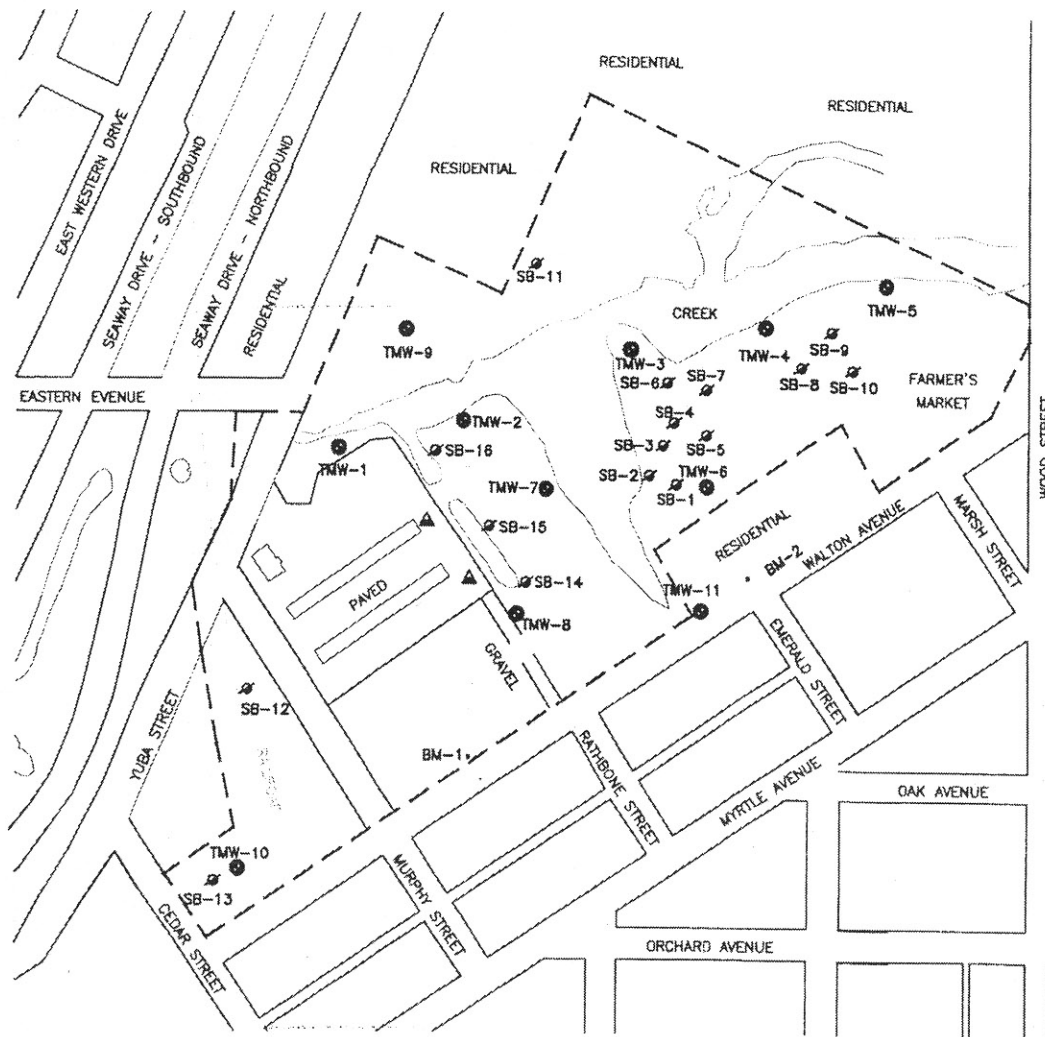 RESIDENTIAL
RESIDENTIAL
RESIDENTIAL
EAST WESTERN DRIVE
SEAWAY DRIVE - SOUTHBOUND
SEAWAY DRIVE - NORTHBOUND
RESIDENTIAL
SB-11
CREEK
TMW-5
TMW-9
TMW-3
TMW-4
SB-9
SB-6
SB-7
SB-8
SB-10
FARMER'S
MARKET
EASTERN EVENUE
WOOD STREET
SB-4
TMW-2
SB-3
SB-5
TMW-1
SB-16
SB-2
TMW-6
TMW-7
SB-1
RESIDENTIAL
WALTON AVENUE
MARSH STREET
SB-15
BM-2
PAVED
SB-14
TMW-11
TMW-8
GRAVEL
EMERALD STREET
SB-12
YUBA STREET
BM-1
RATHBONE STREET
MYRTLE AVENUE
OAK AVENUE
TMW-10
SB-13
MURPHY STREET
CEDAR STREET
ORCHARD AVENUE